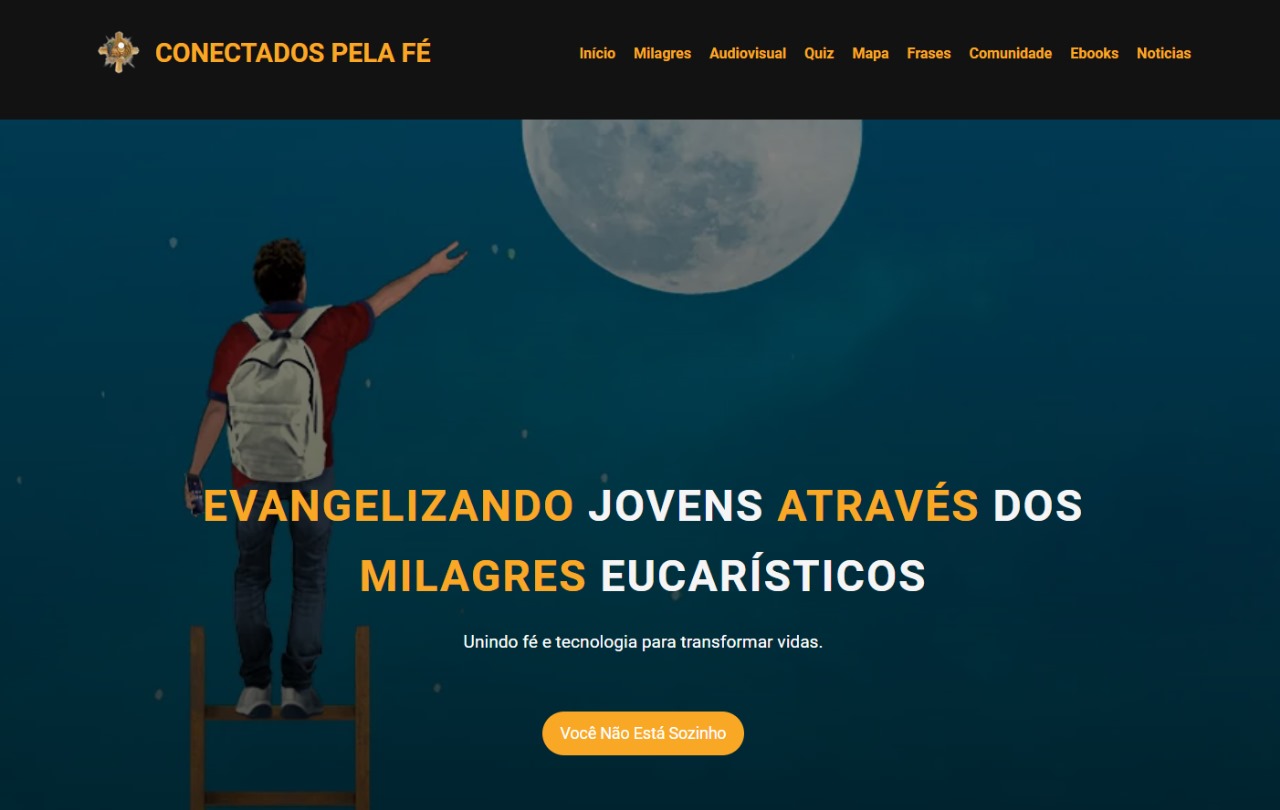 CONECTADOS PELA FÉ
Início Milagres Audiovisual Quiz Mapa Frases Comunidade Ebooks Noticias
EVANGELIZANDO JOVENS ATRAVÉS DOS
MILAGRES EUCARÍSTICOS
Unindo fé e tecnologia para transformar vidas.
Você Não Está Sozinho